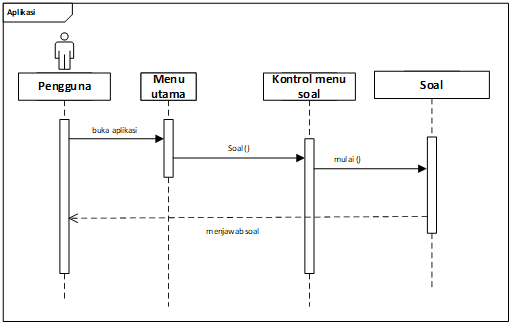 Aplikasi
Pengguna
Menu
utama
Kontrol menu
soal
Soal
buka aplikasi
Soal ()
mulai ()
menjawab soal